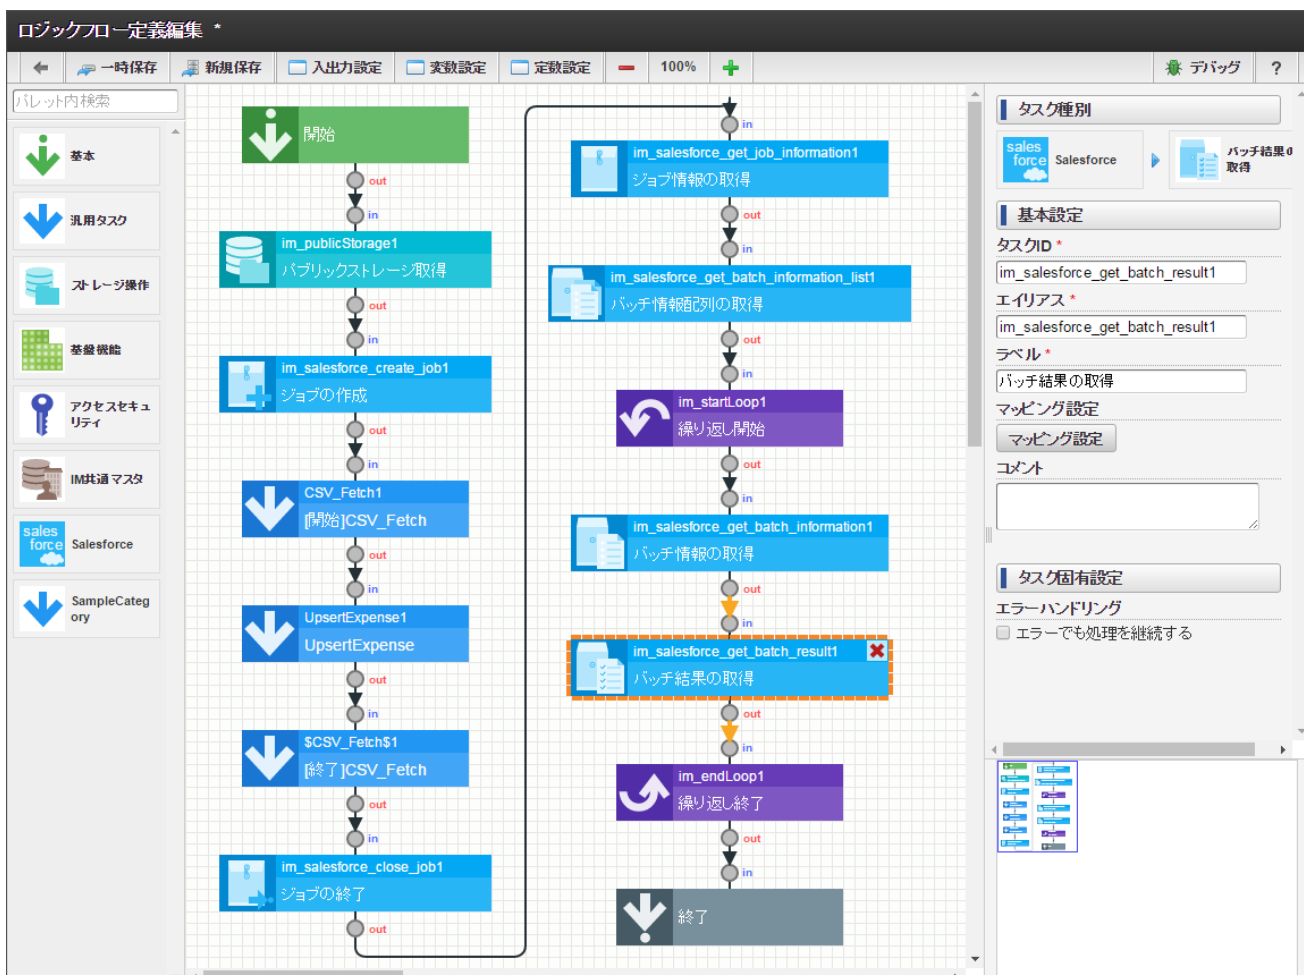 ロジックフロー定義編集 *
一時保存
新規保存
入出力設定
変数設定
定数設定
100%
デバッグ
?
パレット内検索
基本
汎用タスク
ストレージ操作
基盤機能
アクセスセキュ
リティ
IM共通マスタ
sales
force
Salesforce
SampleCateg
ory
開始
out
in
im_publicStorage1
パブリックストレージ取得
out
in
im_salesforce_create_job1
ジョブの作成
out
in
CSV_Fetch1
[開始]CSV_Fetch
out
in
UpsertExpense1
UpsertExpense
out
in
$CSV_Fetch$1
[終了]CSV_Fetch
out
in
im_salesforce_close_job1
ジョブの終了
out
in
im_salesforce_get_job_information1
ジョブ情報の取得
out
in
im_salesforce_get_batch_information_list1
バッチ情報配列の取得
out
in
im_startLoop1
繰り返し開始
out
in
im_salesforce_get_batch_information1
バッチ情報の取得
out
in
im_salesforce_get_batch_result1
バッチ結果の取得
out
in
im_endLoop1
繰り返し終了
out
in
終了
タスク種別
sales
force
Salesforce
バッチ結果の
取得
基本設定
タスクID *
im_salesforce_get_batch_result1
エイリアス *
im_salesforce_get_batch_result1
ラベル *
バッチ結果の取得
マッピング設定
マッピング設定
コメント
タスク固有設定
エラーハンドリング
エラーでも処理を継続する